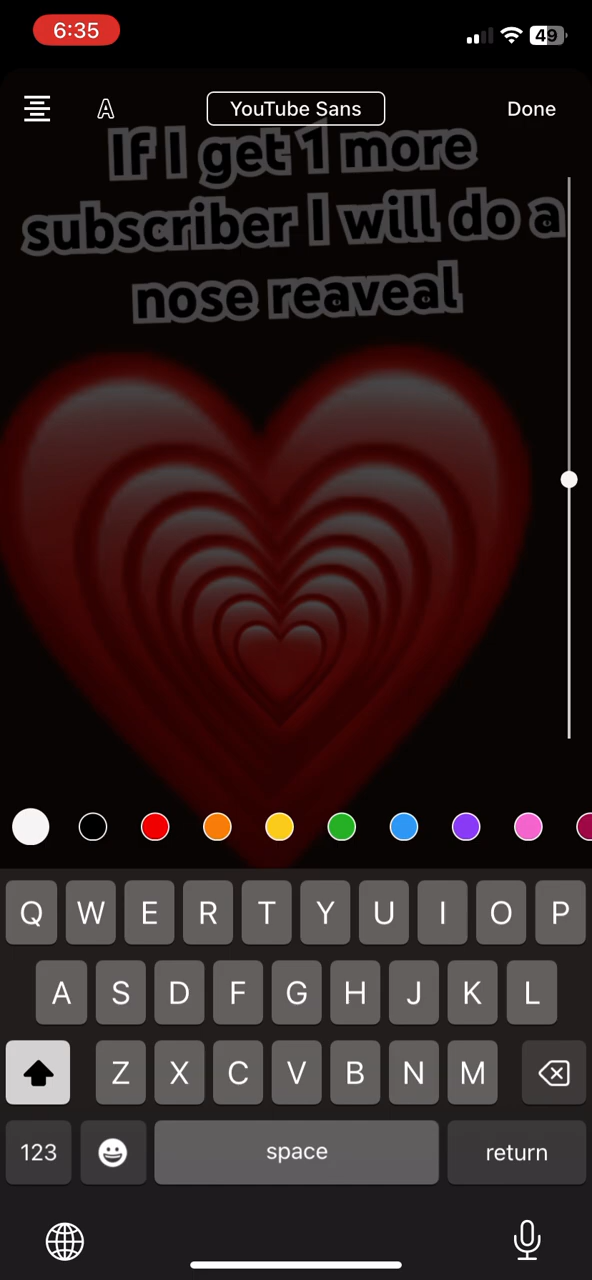 6:35
49
YouTube Sans
Done
If I get 1 more
subscriber I will do a
nose reaveal
Q W E R T Y U I O P
A S D F G H J K L
Z X C V B N M
123 space return